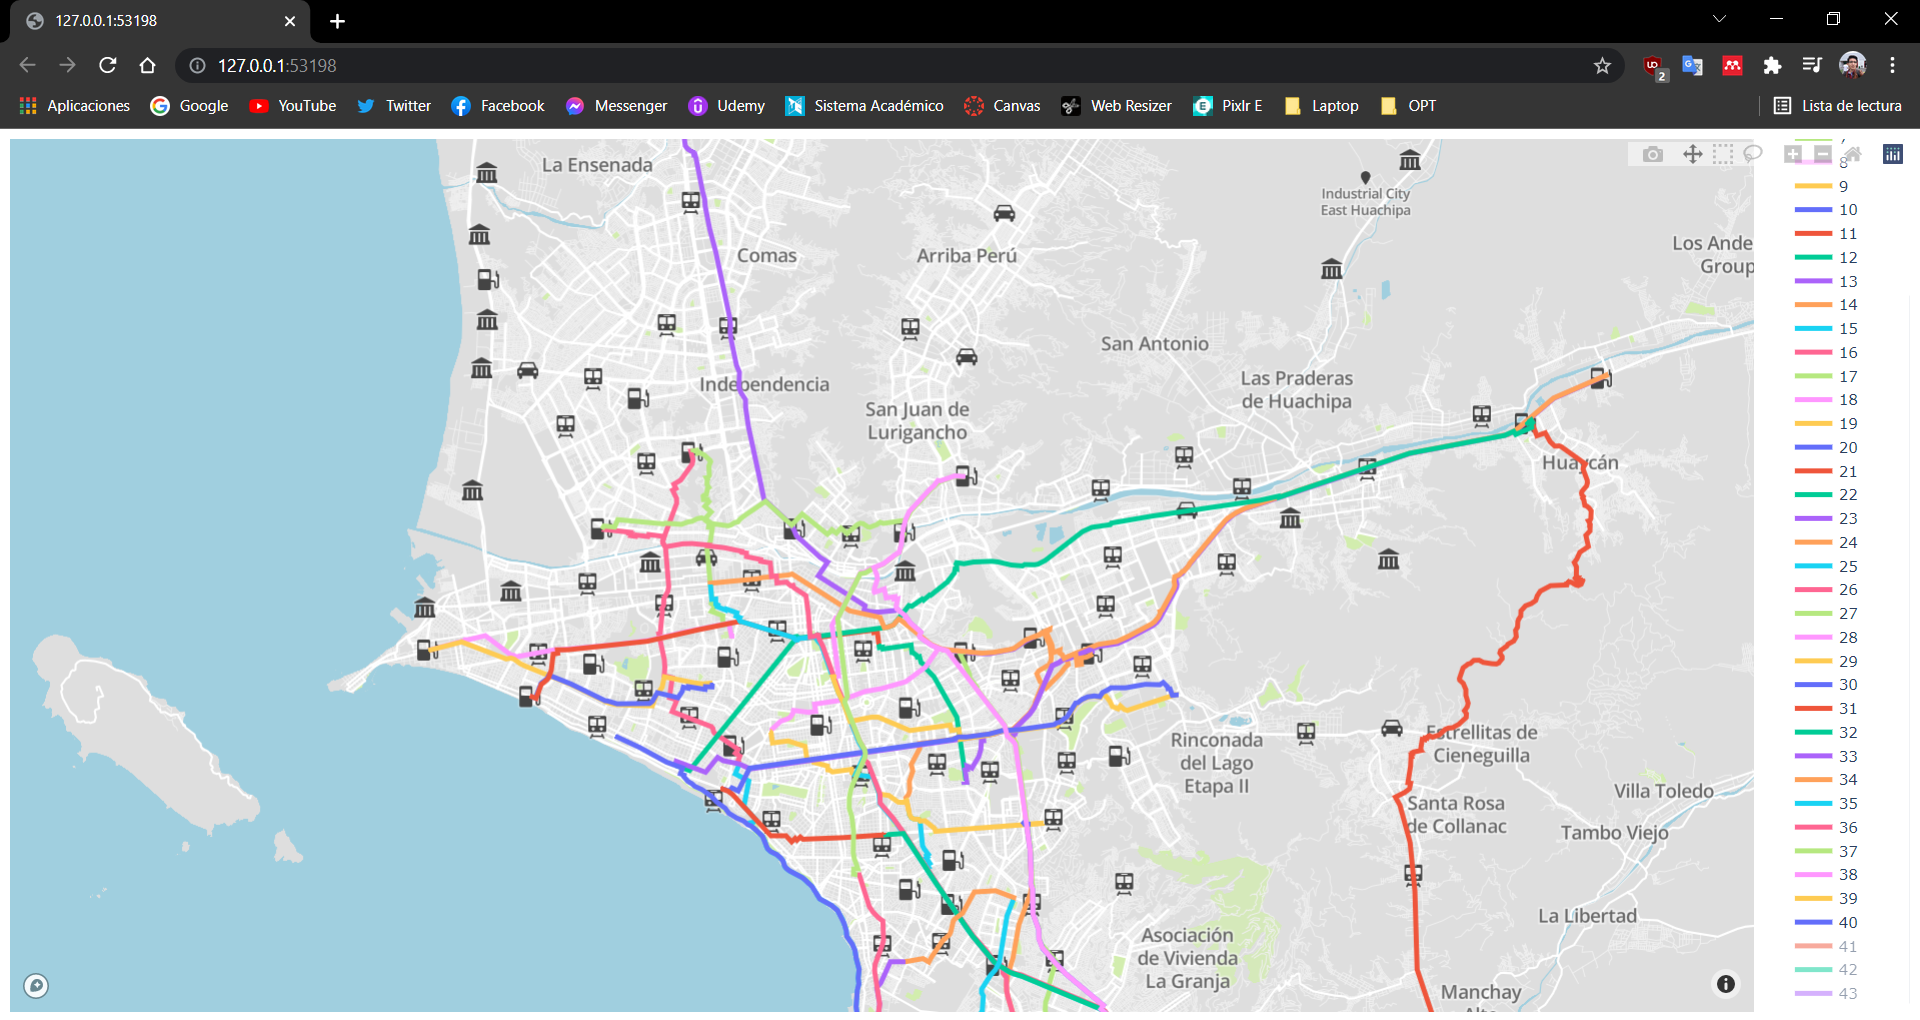 127.0.0.1:53198
127.0.0.1:53198
2
Aplicaciones
Google
YouTube
Twitter
Facebook
Messenger
Udemy
Sistema Académico
Canvas
Web Resizer
Pixlr E
Laptop
OPT
Lista de lectura
La Ensenada
Comas
Arriba Perú
Industrial City
East Huachipa
Los Ande
Group
Independencia
San Antonio
San Juan de
Lurigancho
Las Praderas
de Huachipa
Huaycán
Rinconada
del Lago
Etapa II
Estrellitas de
Cieneguilla
Santa Rosa
de Collanac
Villa Toledo
Tambo Viejo
La Libertad
Asociación
de Vivienda
La Granja
Manchay
7
8
9
10
11
12
13
14
15
16
17
18
19
20
21
22
23
24
25
26
27
28
29
30
31
32
33
34
35
36
37
38
39
40
41
42
43